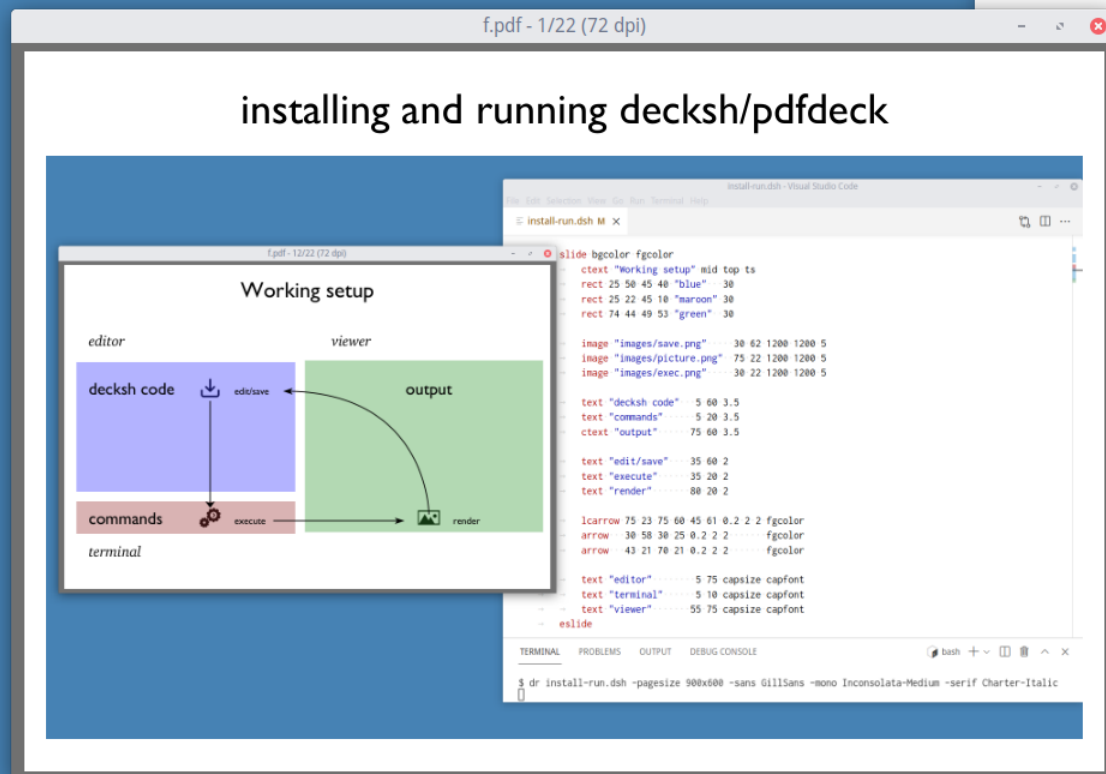 f.pdf - 1/22 (72 dpi)
installing and running decksh/pdfdeck
install-run.dsh - Visual Studio Code
File Edit Selection View Go Run Terminal Help
install-run.dsh M
slide bgcolor fgcolor
ctext "Working setup" mid top ts
rect 25 50 45 40 "blue" 30
rect 25 22 45 10 "maroon" 30
rect 74 44 49 53 "green" 30
image "images/save.png" 30 62 1200 1200 5
image "images/picture.png" 75 22 1200 1200 5
image "images/exec.png" 30 22 1200 1200 5
text "decksh code" 5 60 3.5
text "commands" 5 20 3.5
ctext "output" 75 60 3.5
text "edit/save" 35 60 2
text "execute" 35 20 2
text "render" 80 20 2
lcarrow 75 23 75 60 45 61 0.2 2 2 fgcolor
arrow 30 58 30 25 0.2 2 2 fgcolor
arrow 43 21 70 21 0.2 2 2 fgcolor
text "editor" 5 75 capsize capfont
text "terminal" 5 10 capsize capfont
text "viewer" 55 75 capsize capfont
eslide
TERMINAL PROBLEMS OUTPUT DEBUG CONSOLE
bash
$ dr install-run.dsh -pagesize 900x600 -sans GillSans -mono Inconsolata-Medium -serif Charter-Italic
f.pdf - 12/22 (72 dpi)
Working setup
editor viewer
decksh code edit/save output
commands execute render
terminal